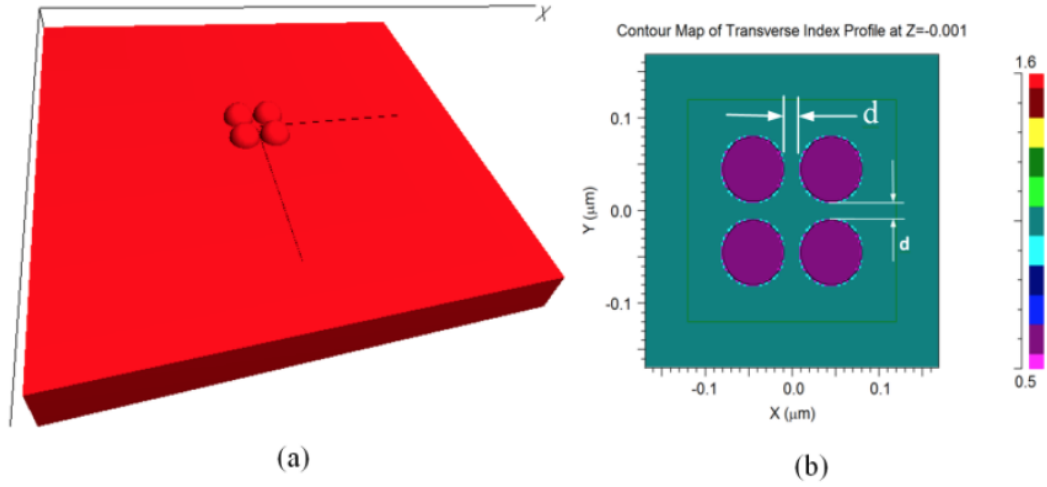 X
(a)
Contour Map of Transverse Index Profile at Z=-0.001
d
d
0.1
0.0
-0.1
Y (μm)
-0.1
0.0
0.1
X (μm)
1.6
0.5
(b)